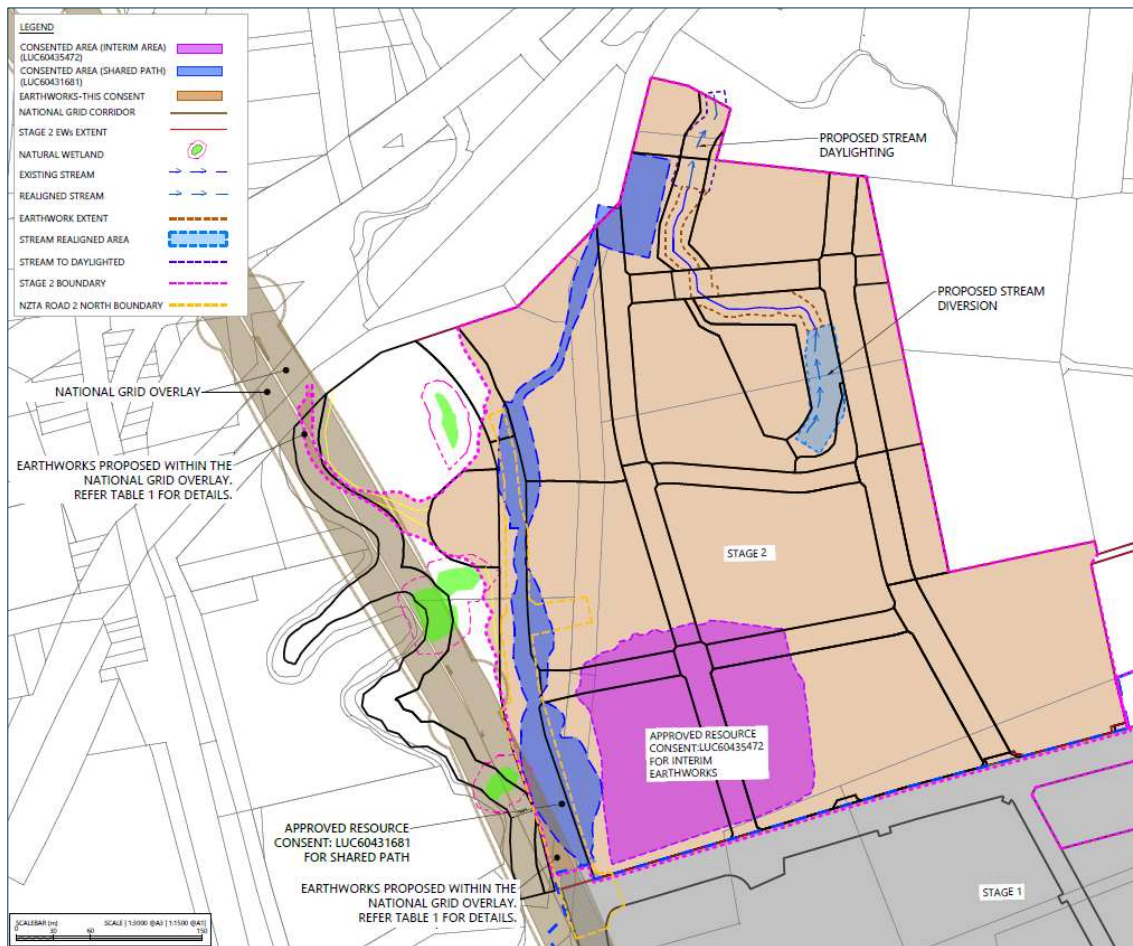 LEGEND
CONSENTED AREA (INTERIM AREA)
(LUC60435472)
CONSENTED AREA (SHARED PATH)
(LUC60431681)
EARTHWORKS-THIS CONSENT
NATIONAL GRID CORRIDOR
STAGE 2 EWs EXTENT
NATURAL WETLAND
EXISTING STREAM
REALIGNED STREAM
EARTHWORK EXTENT
STREAM REALIGNED AREA
STREAM TO DAYLIGHTED
STAGE 2 BOUNDARY
NZTA ROAD 2 NORTH BOUNDARY
PROPOSED STREAM
DAYLIGHTING
PROPOSED STREAM
DIVERSION
NATIONAL GRID OVERLAY
EARTHWORKS PROPOSED WITHIN THE
NATIONAL GRID OVERLAY.
REFER TABLE 1 FOR DETAILS.
STAGE 2
APPROVED RESOURCE
CONSENT:LUC60435472
FOR INTERIM
EARTHWORKS
APPROVED RESOURCE
CONSENT: LUC60431681
FOR SHARED PATH
EARTHWORKS PROPOSED WITHIN THE
NATIONAL GRID OVERLAY.
REFER TABLE 1 FOR DETAILS.
STAGE 1
SCALEBAR (m) SCALE | 1:3000 @A3 | 1:1500 @A1|
0 30 60 150